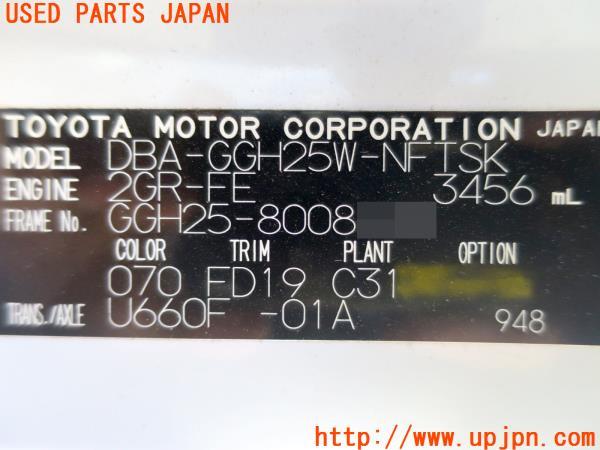 USED PARTS JAPAN
TOYOTA MOTOR CORPORATION JAPAN
MODEL DBA-GGH25W-NFTSK
ENGINE 2GR-FE 3456 mL
FRAME No. GGH25-8008
COLOR TRIM PLANT OPTION
070 FD19 C31
TRANS./AXLE U660F -01A 948
http://www.upjpn.com